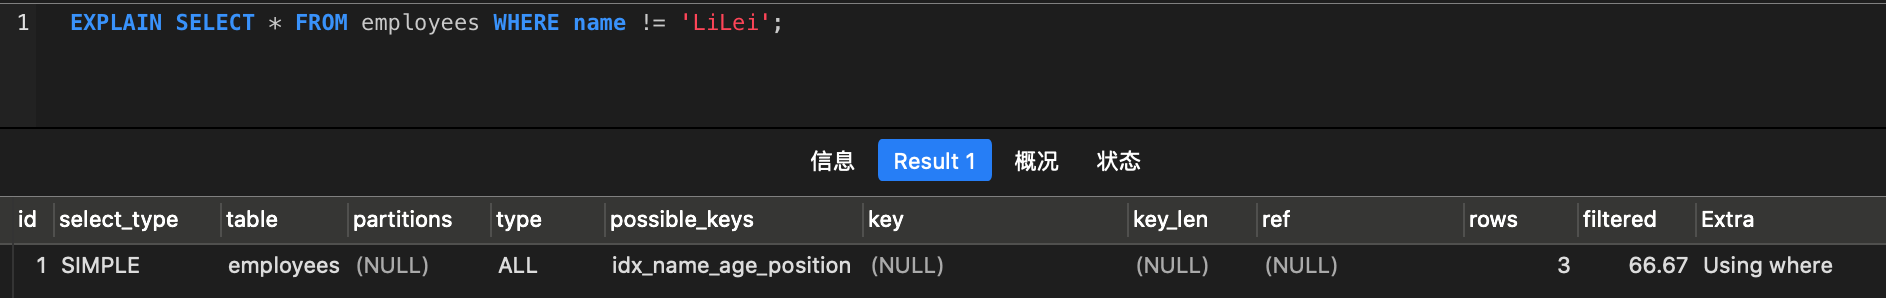 1 EXPLAIN SELECT * FROM employees WHERE name != 'LiLei';
信息 Result 1 概况 状态
id select_type table partitions type possible_keys key key_len ref rows filtered Extra
1 SIMPLE employees (NULL) ALL idx_name_age_position (NULL) (NULL) (NULL) 3 66.67 Using where